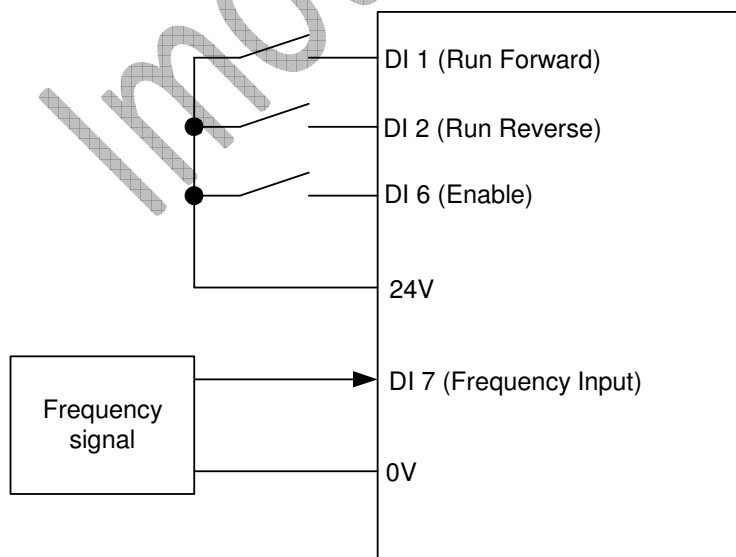 DI 1 (Run Forward)
DI 2 (Run Reverse)
DI 6 (Enable)
24V
Frequency
signal
DI 7 (Frequency Input)
0V